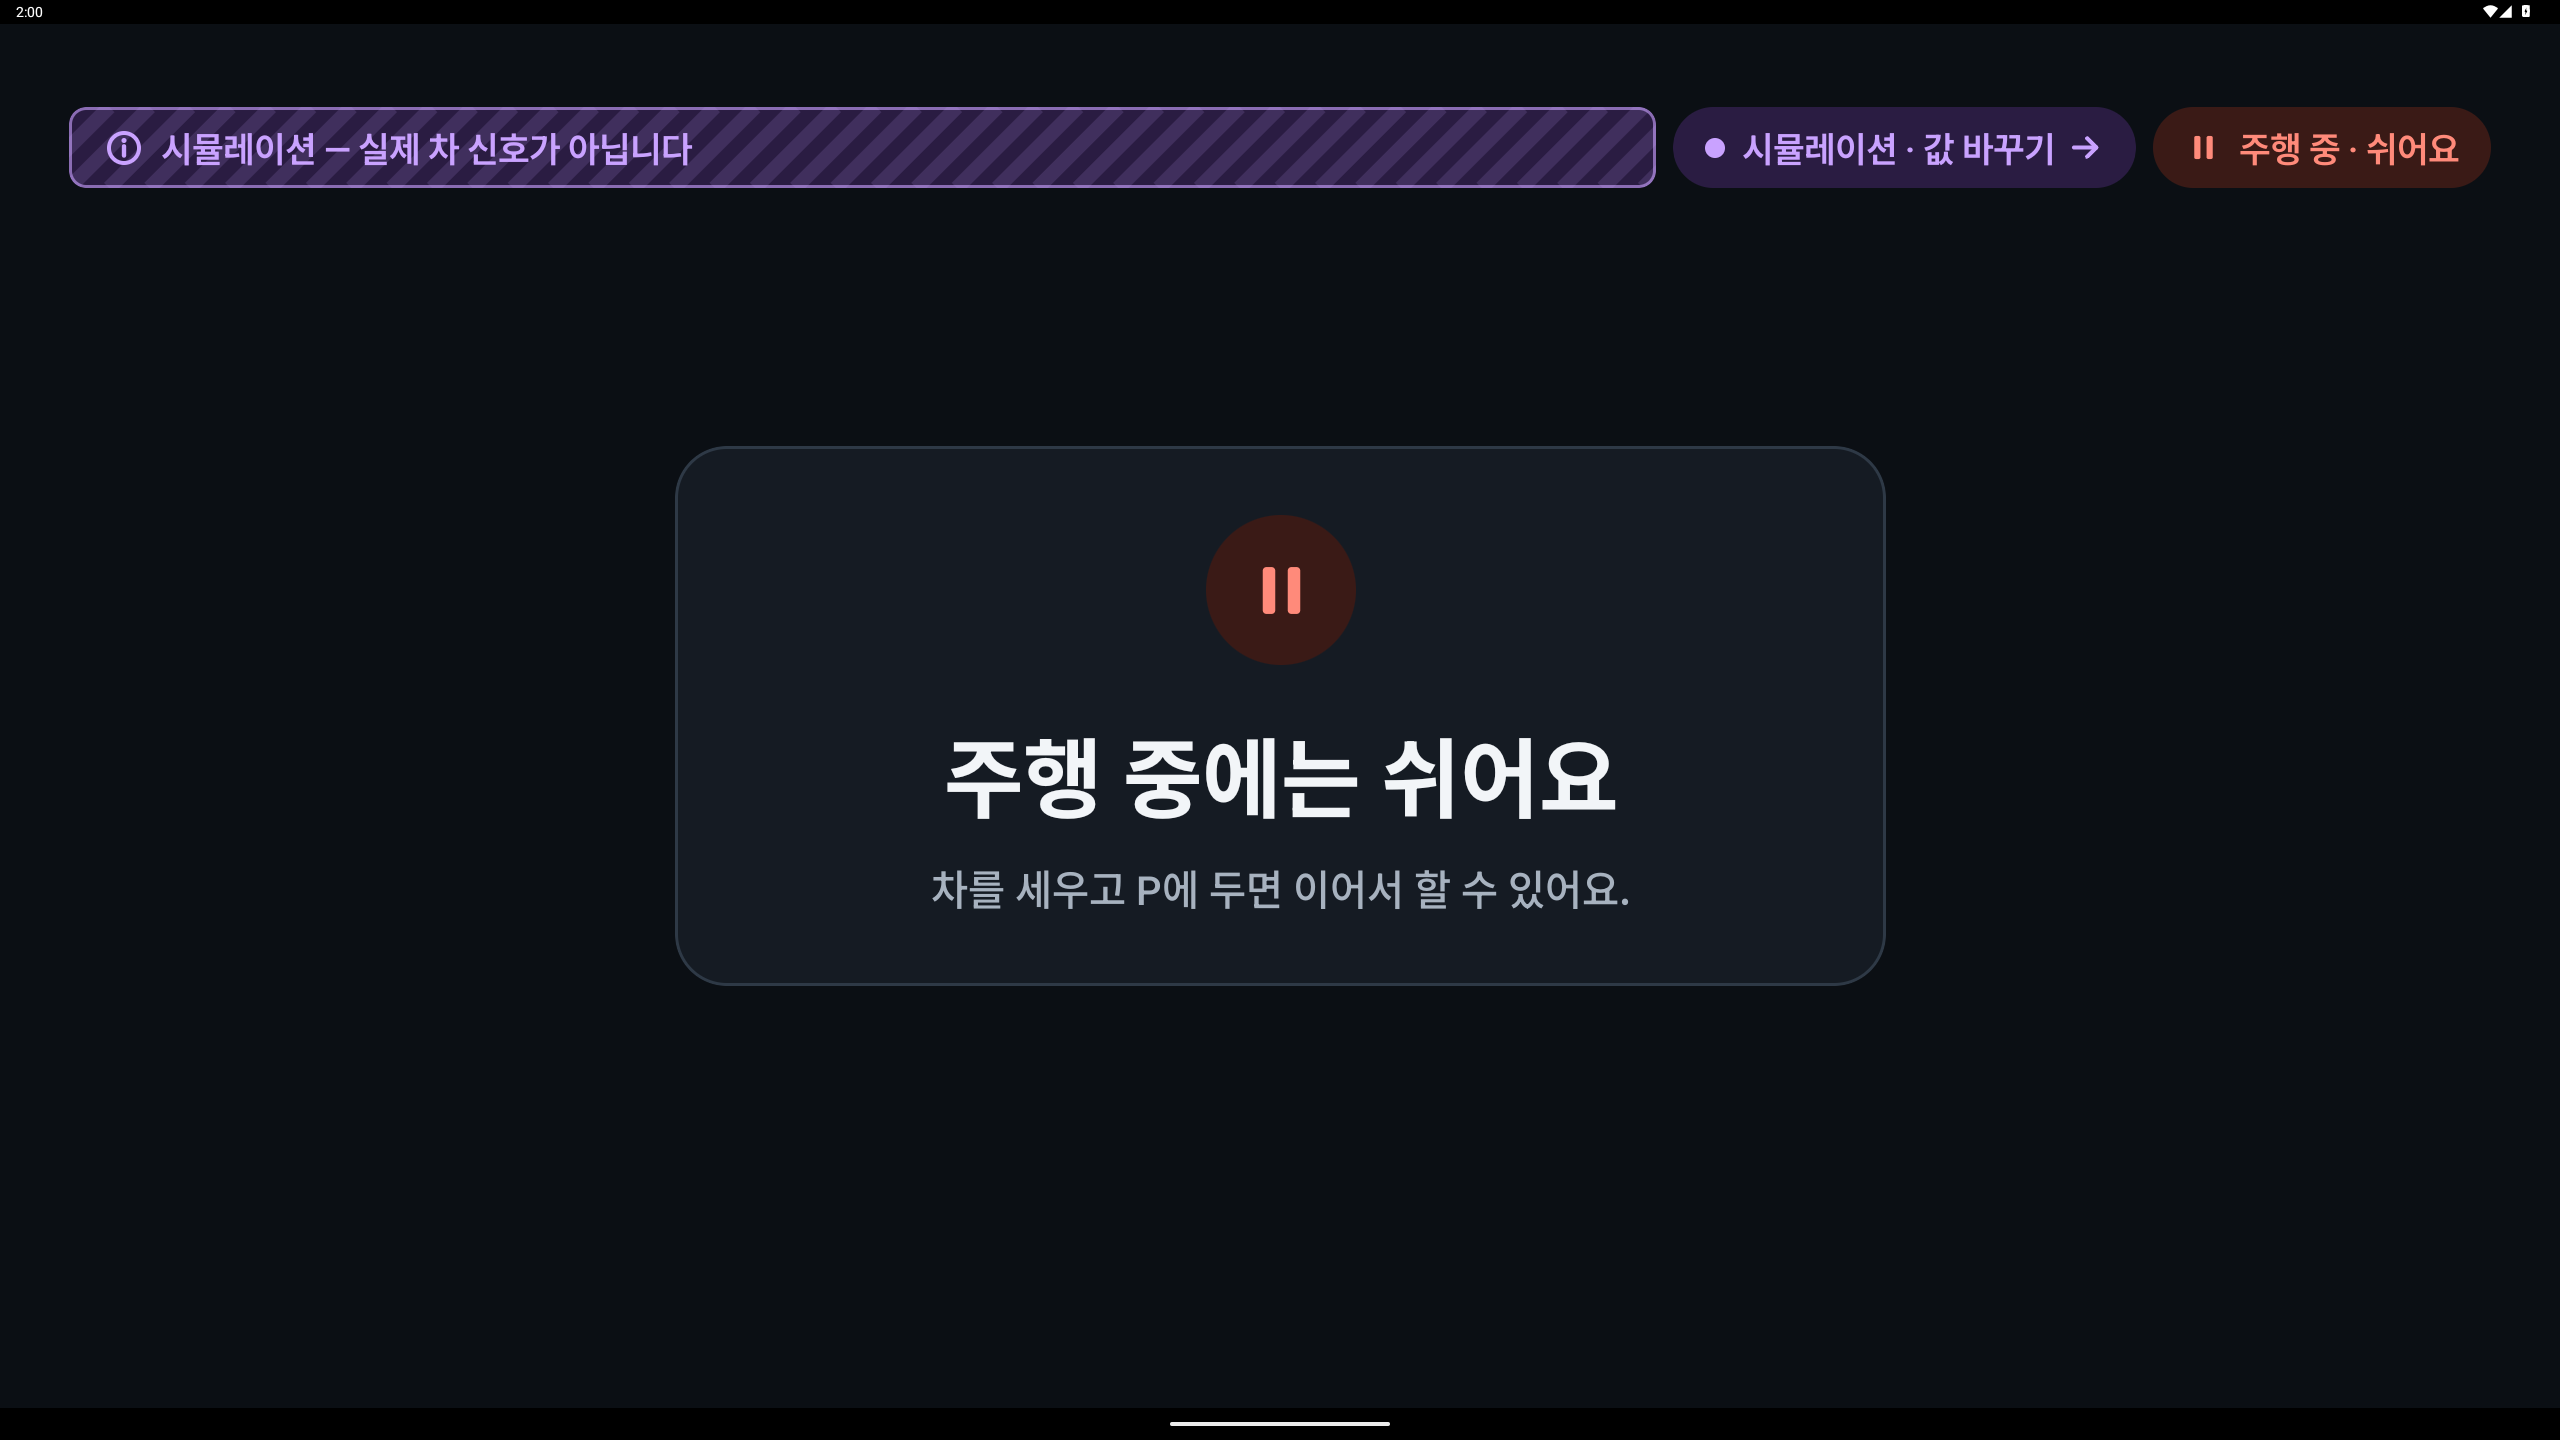 2:00
시뮬레이션 – 실제 차 신호가 아닙니다
시뮬레이션 · 값 바꾸기 →
주행 중 · 쉬어요
주행 중에는 쉬어요
차를 세우고 P에 두면 이어서 할 수 있어요.